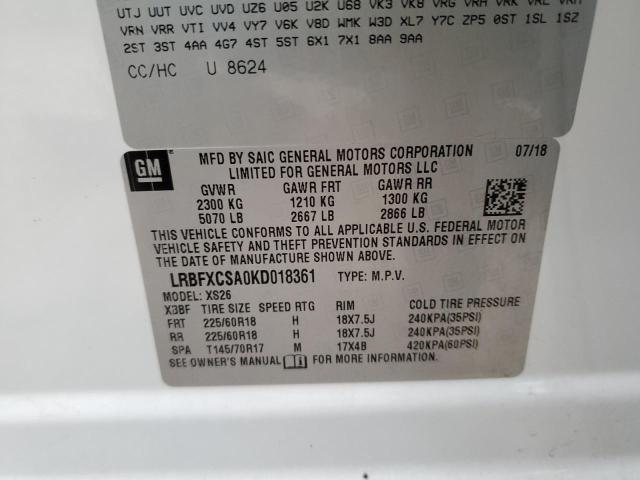 UTJ UUT UVC UVD UZ6 U05 U2K U68 VK3 VK8 VRG VRH VRK VRL VRM
VRN VRR VTI VV4 VY7 V6K V8D WMK W3D XL7 Y7C ZP5 0ST 1SL 1SZ
2ST 3ST 4AA 4G7 4ST 5ST 6X1 7X1 8AA 9AA
CC/HC U 8624
GM
MFD BY SAIC GENERAL MOTORS CORPORATION 07/18
LIMITED FOR GENERAL MOTORS LLC
GVWR GAWR FRT GAWR RR
2300 KG 1210 KG 1300 KG
5070 LB 2667 LB 2866 LB
THIS VEHICLE CONFORMS TO ALL APPLICABLE U.S. FEDERAL MOTOR
VEHICLE SAFETY AND THEFT PREVENTION STANDARDS IN EFFECT ON
THE DATE OF MANUFACTURE SHOWN ABOVE.
LRBFXCSA0KD018361 TYPE: M.P.V.
MODEL: XS26
X3BF TIRE SIZE SPEED RTG RIM COLD TIRE PRESSURE
FRT 225/60R18 H 18X7.5J 240KPA(35PSI)
RR 225/60R18 H 18X7.5J 240KPA(35PSI)
SPA T145/70R17 M 17X4B 420KPA(60PSI)
SEE OWNER'S MANUAL FOR MORE INFORMATION